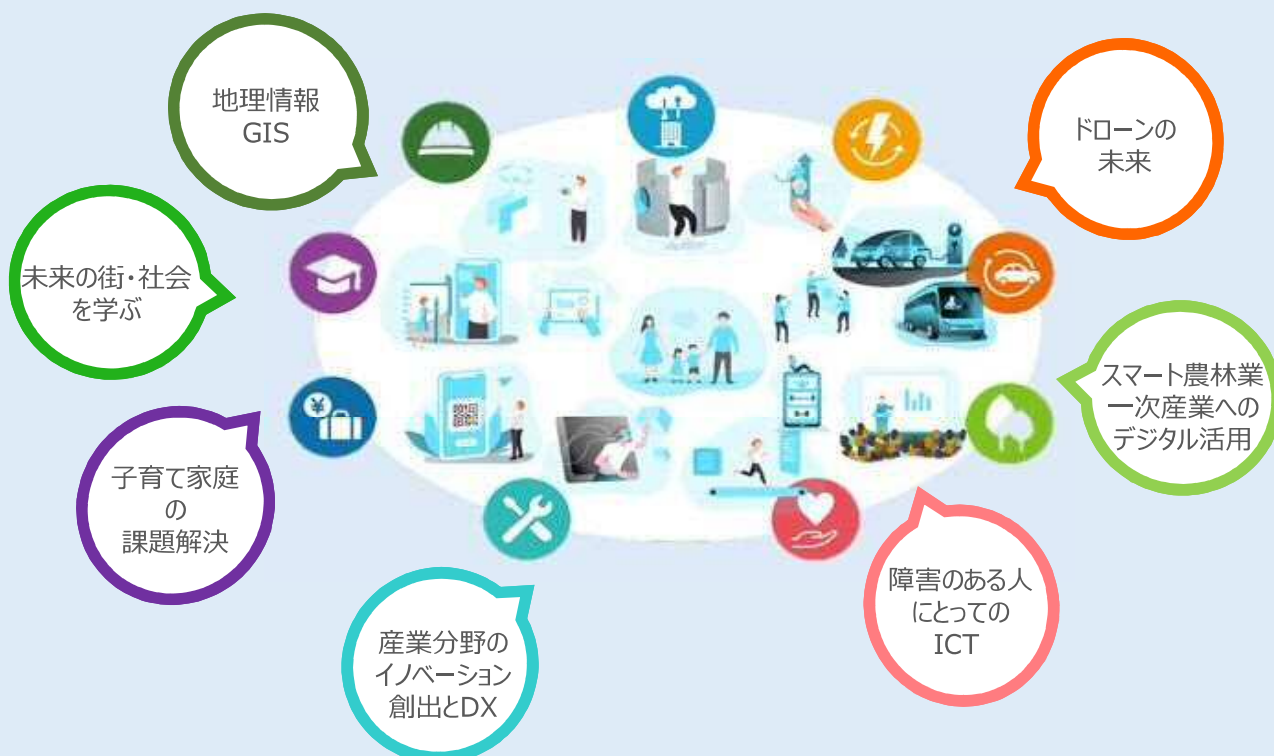 地理情報
GIS
ドローンの
未来
未来の街・社会
を学ぶ
スマート農林業
一次産業への
デジタル活用
子育て家庭
の
課題解決
障害のある人
にとっての
ICT
産業分野の
イノベーション
創出とDX
¥